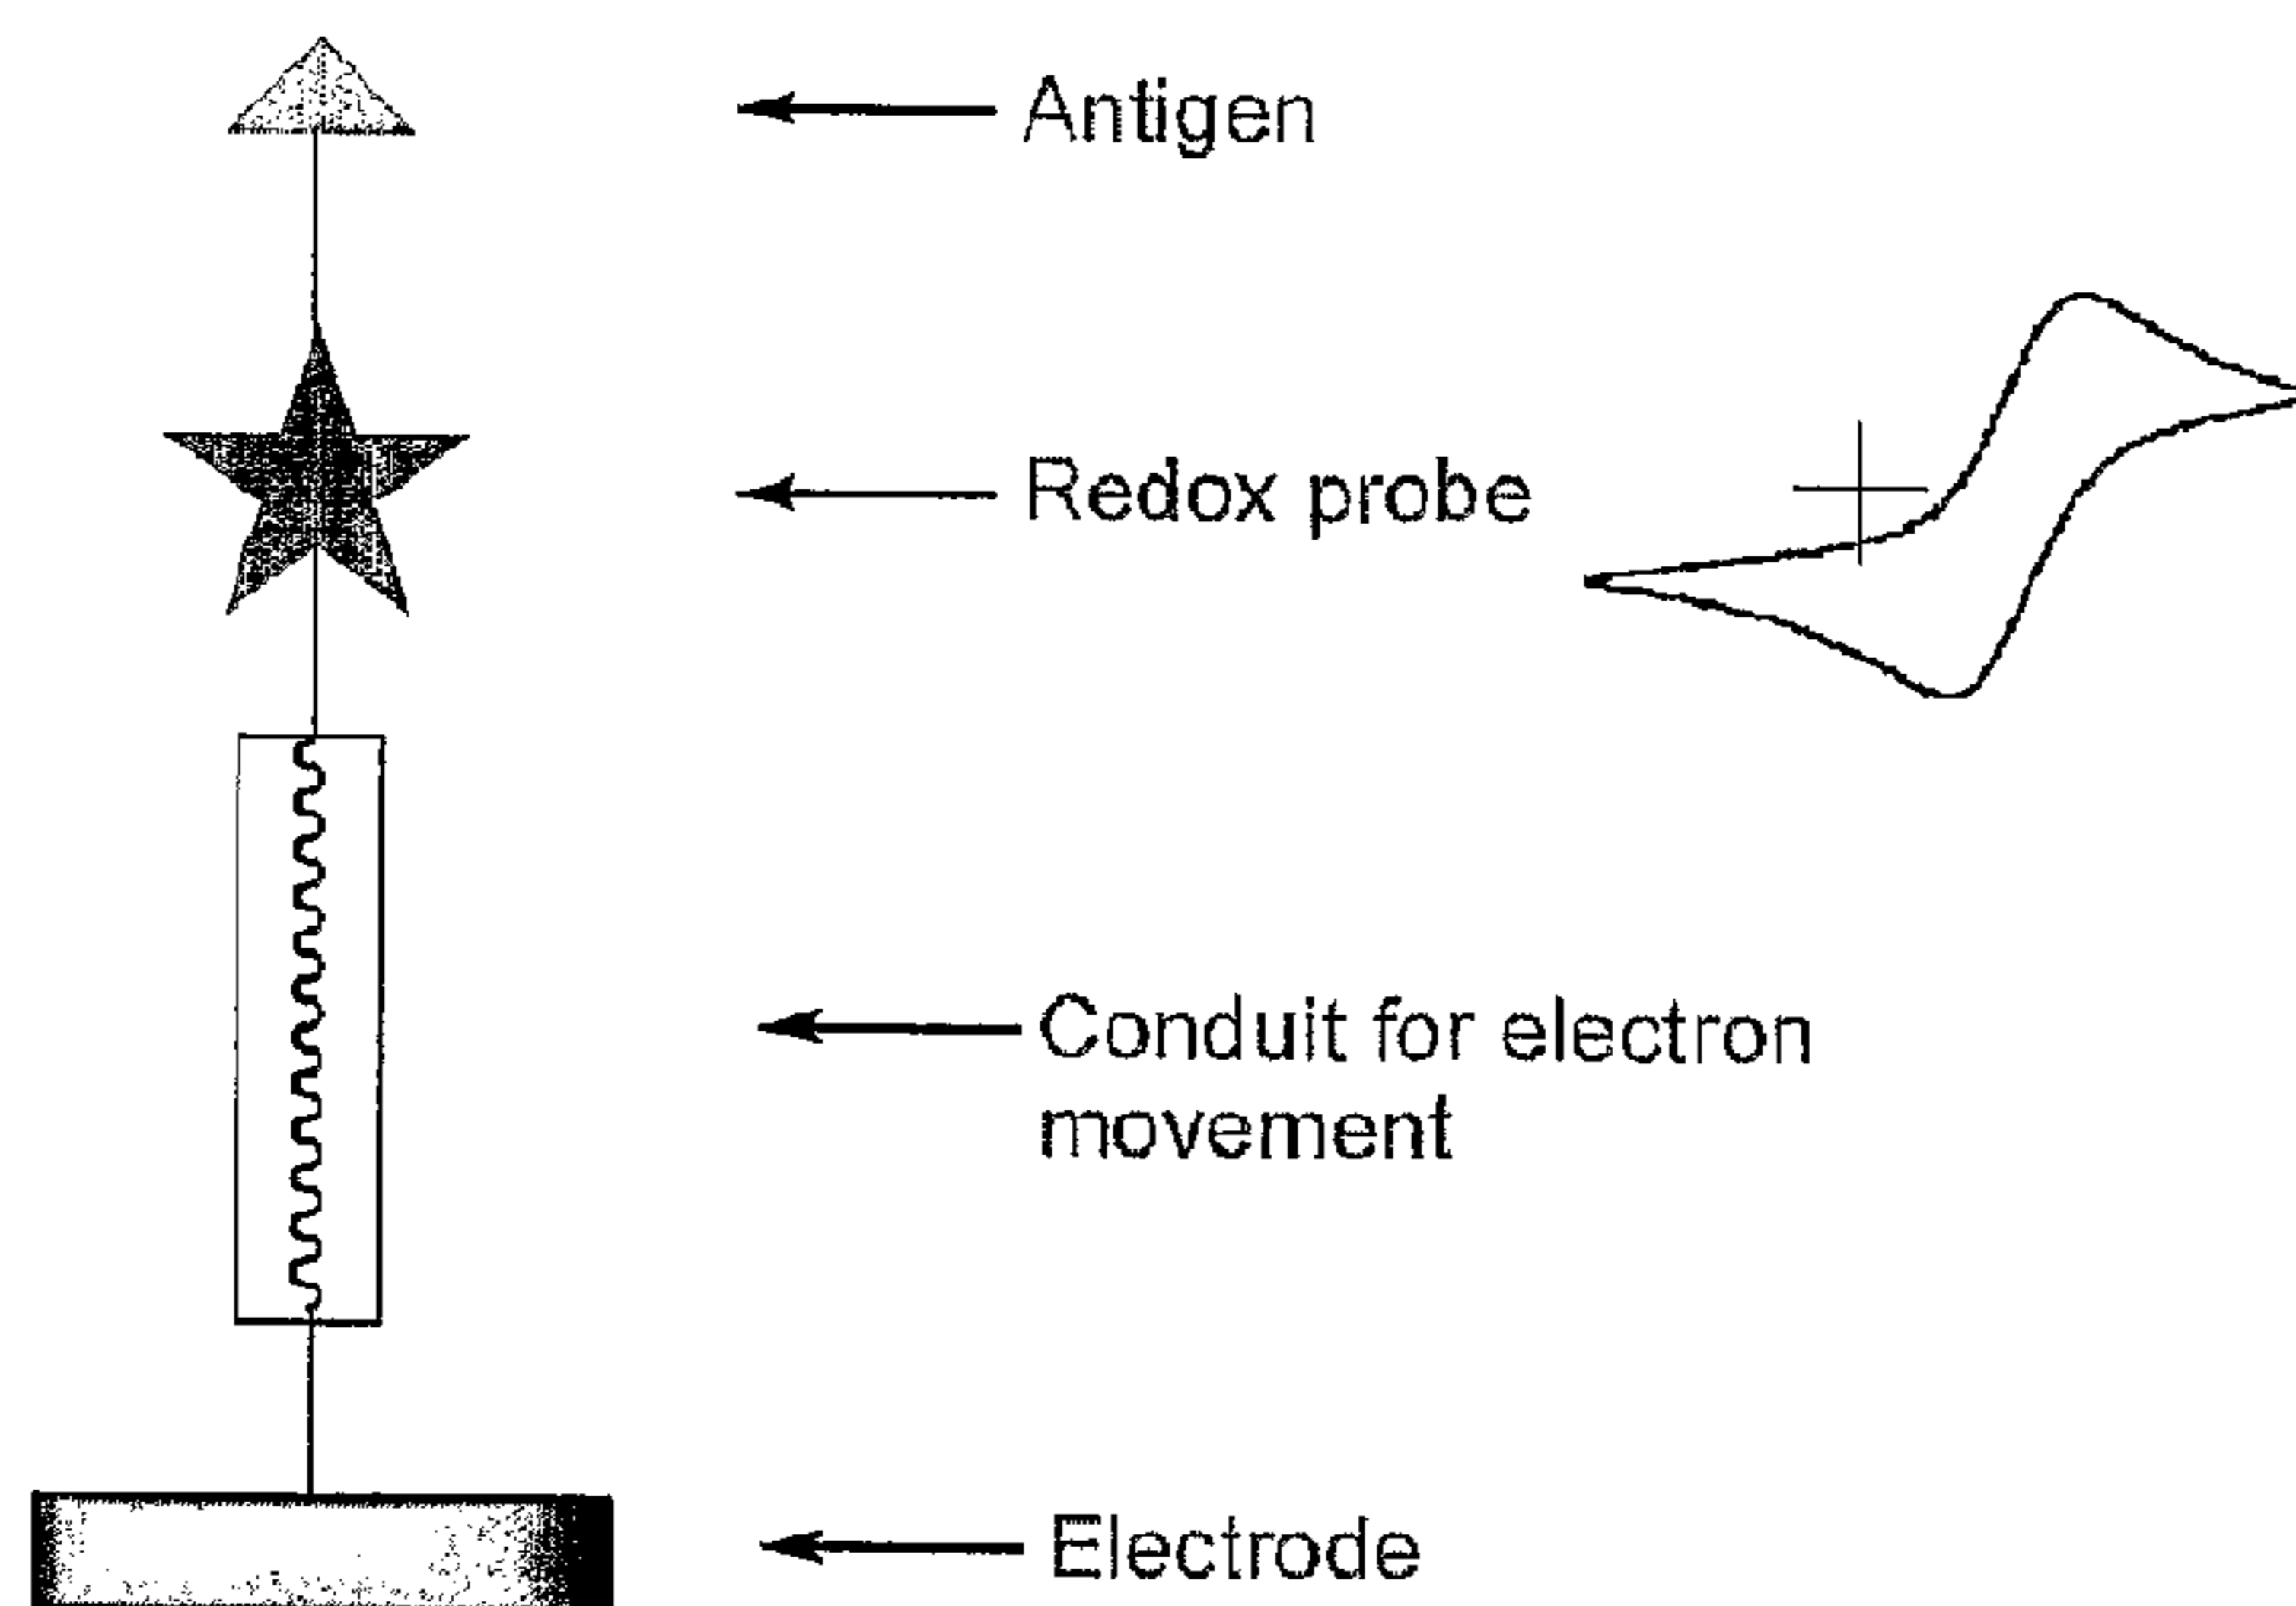 Antigen
Redox probe
Conduit for electron
movement
Electrode